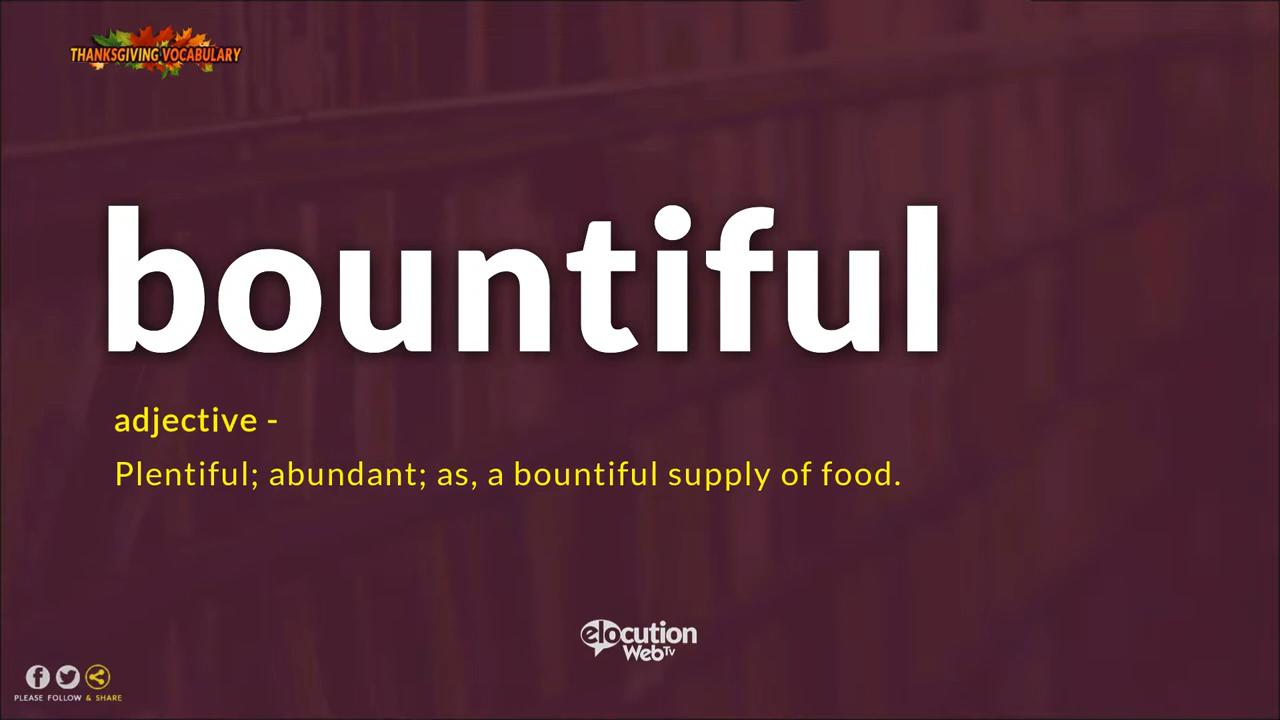 THANKSGIVING VOCABULARY
bountiful
adjective -
Plentiful; abundant; as, a bountiful supply of food.
elocution
WebTv
PLEASE FOLLOW & SHARE